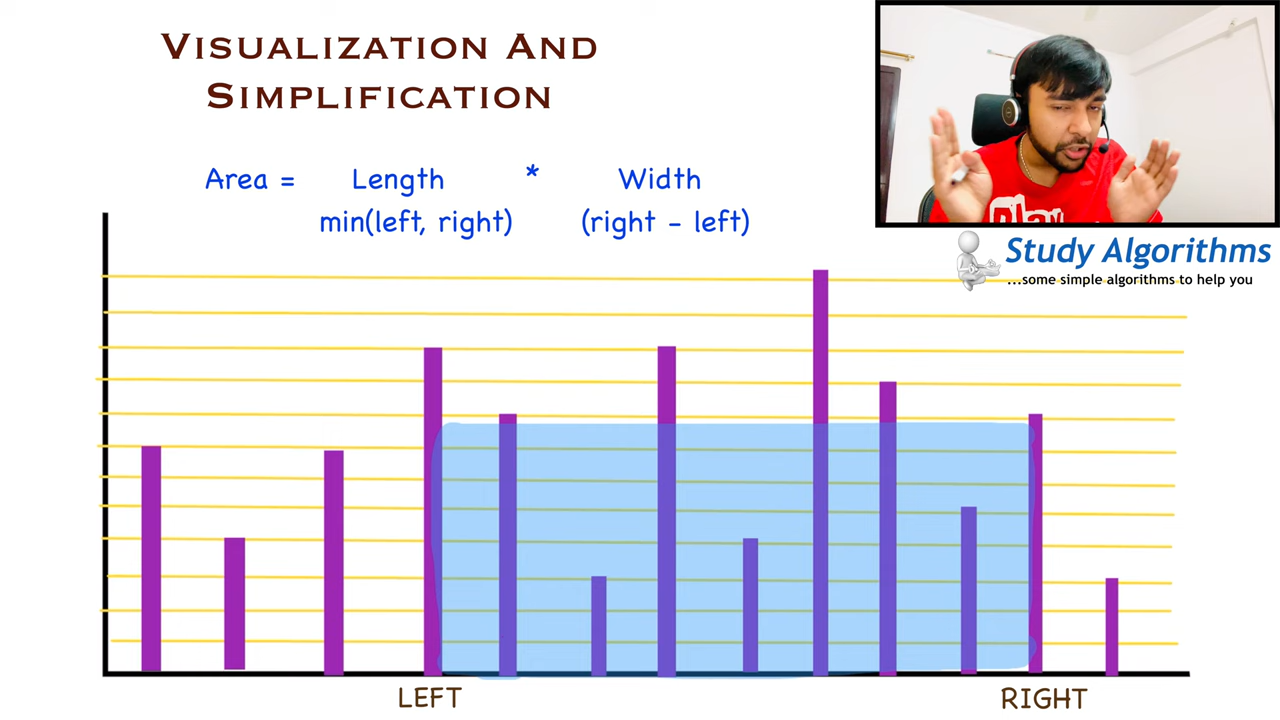 VISUALIZATION AND
SIMPLIFICATION
Area = Length * Width
min(left, right) (right - left)
Study Algorithms
...some simple algorithms to help you
LEFT RIGHT